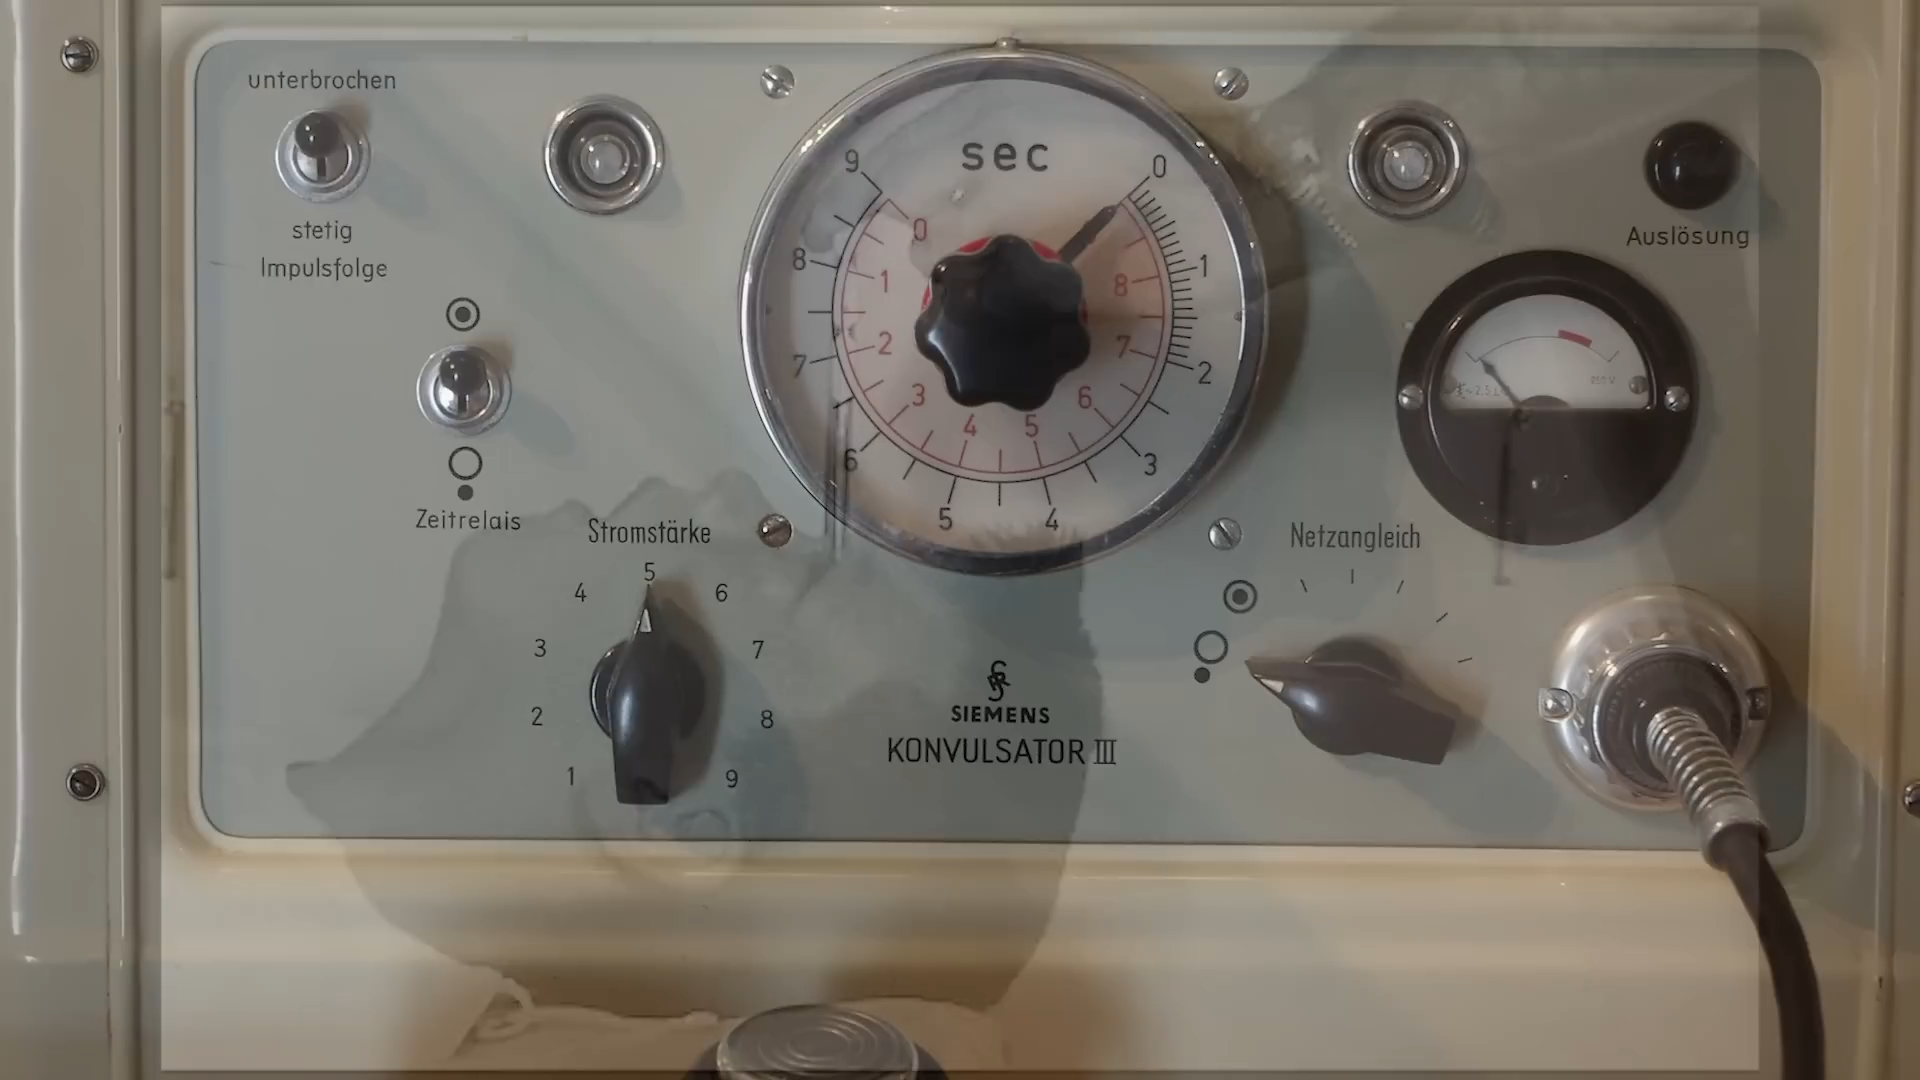 unterbrochen
stetig
Impulsfolge
Zeitrelais
sec
9 0
8 1
7 2
6 3
5 4
0
1 8
2 7
3 6
4 5
Auslösung
250 V
Stromstärke
5
4 6
3 7
2 8
1 9
SIEMENS
KONVULSATOR III
Netzangleich